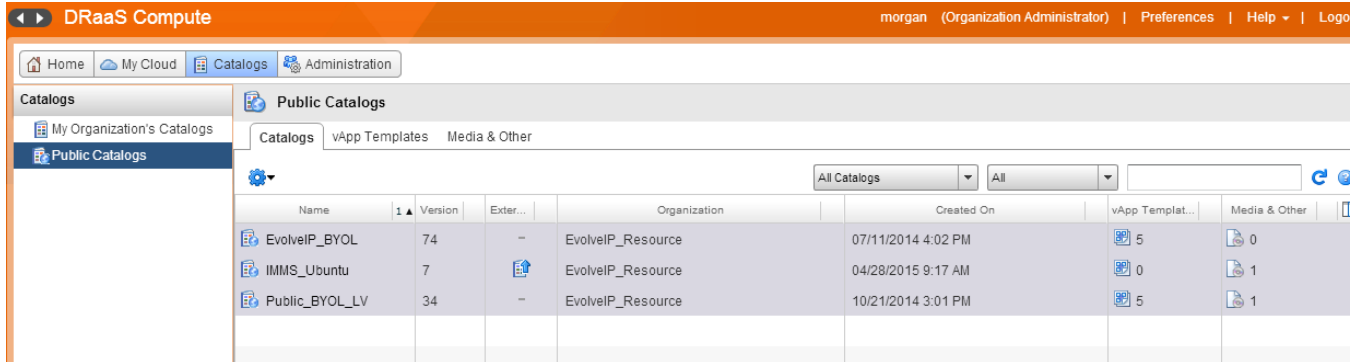 DRaaS Compute morgan (Organization Administrator) | Preferences | Help | Logo
Home My Cloud Catalogs Administration
Catalogs Public Catalogs
My Organization's Catalogs Catalogs vApp Templates Media & Other
Public Catalogs
All Catalogs All
Name 1 Version Exter... Organization Created On vApp Templat... Media & Other
EvolveIP_BYOL 74 – EvolveIP_Resource 07/11/2014 4:02 PM 5 0
IMMS_Ubuntu 7 EvolveIP_Resource 04/28/2015 9:17 AM 0 1
Public_BYOL_LV 34 – EvolveIP_Resource 10/21/2014 3:01 PM 5 1